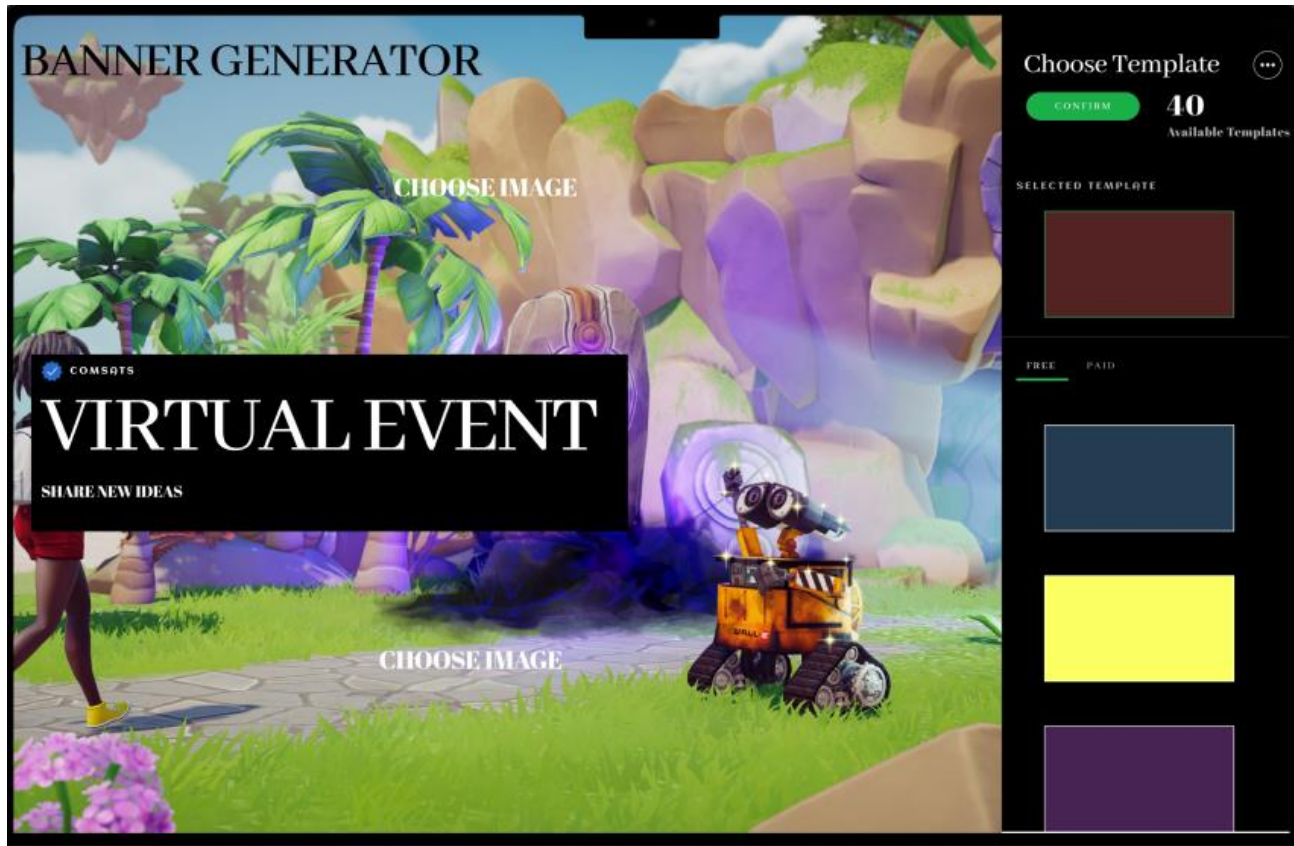 BANNER GENERATOR
CHOOSE IMAGE
COMSATS
VIRTUAL EVENT
SHARE NEW IDEAS
WALL•E
CHOOSE IMAGE
Choose Template
CONFIRM
40
Available Templates
SELECTED TEMPLATE
FREE
PAID